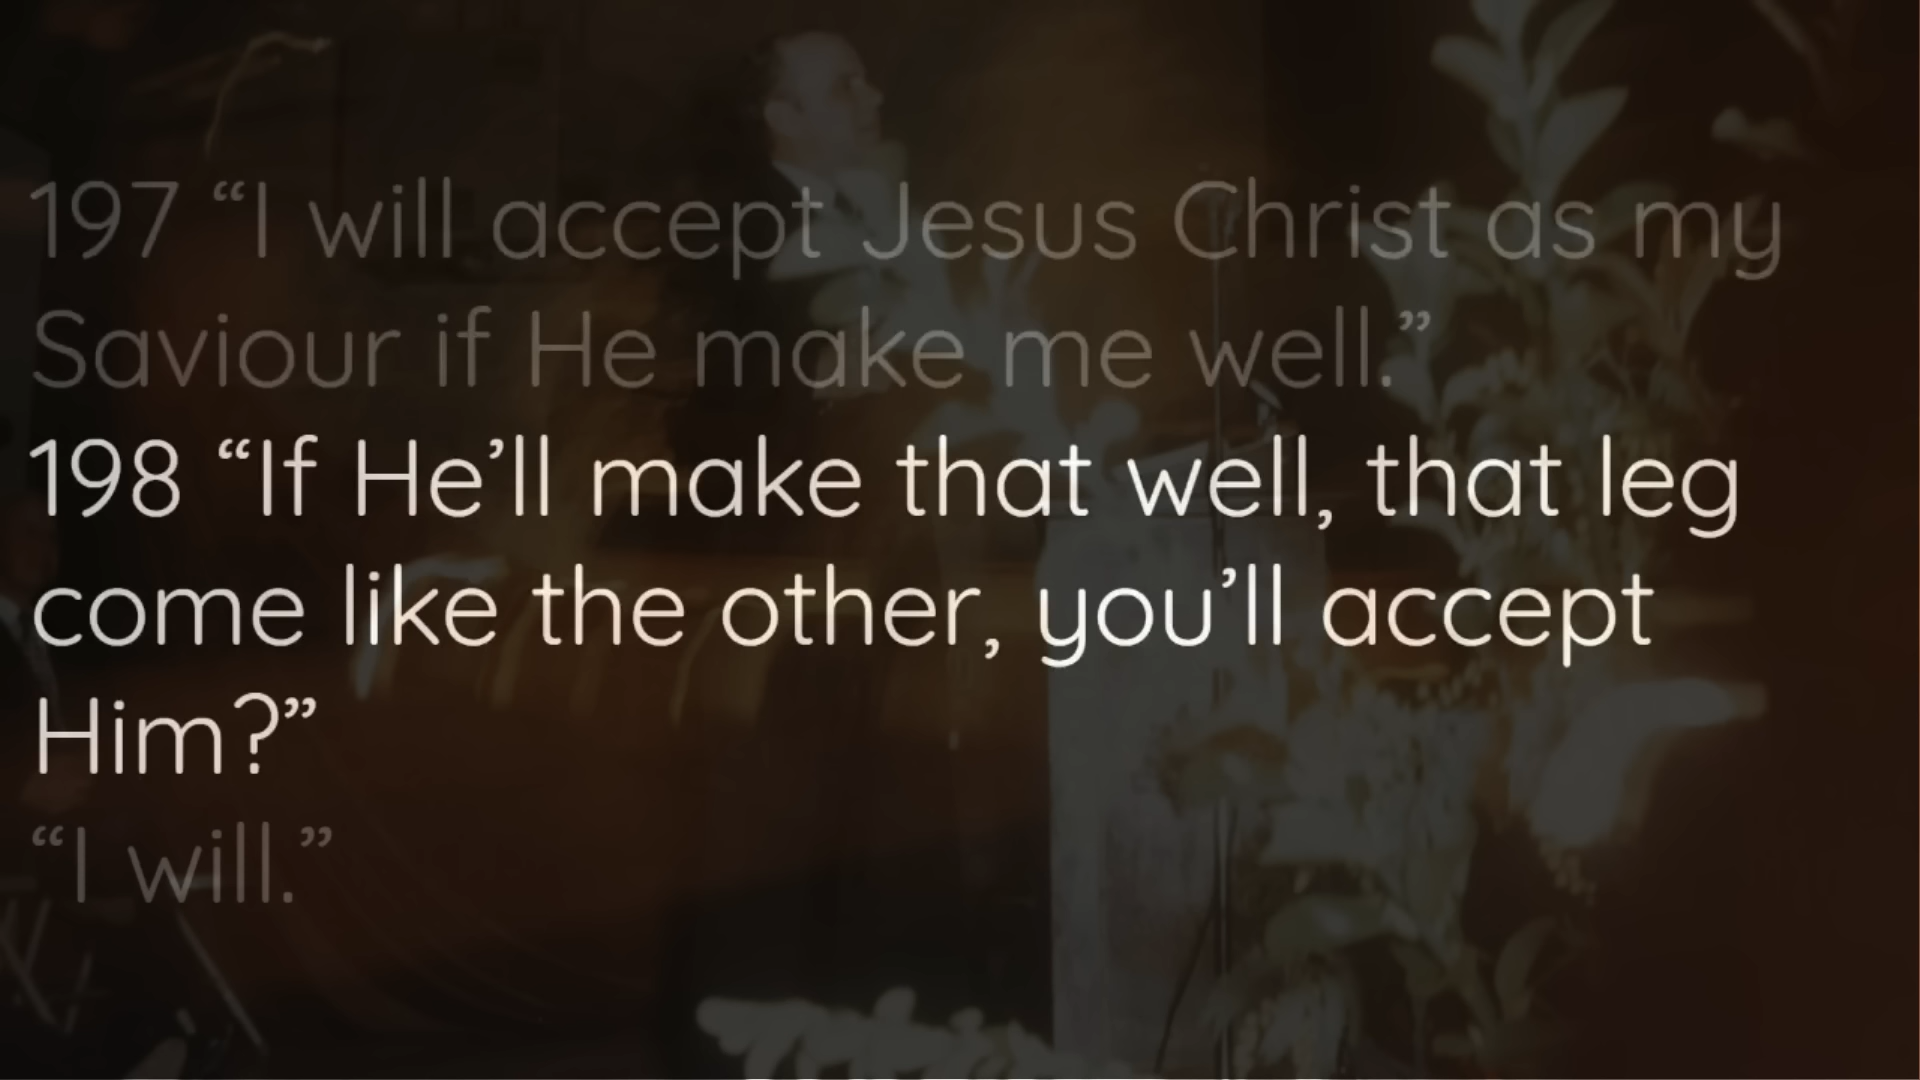 197 “I will accept Jesus Christ as my
Saviour if He make me well.”
198 “If He’ll make that well, that leg
come like the other, you’ll accept
Him?”
“I will.”